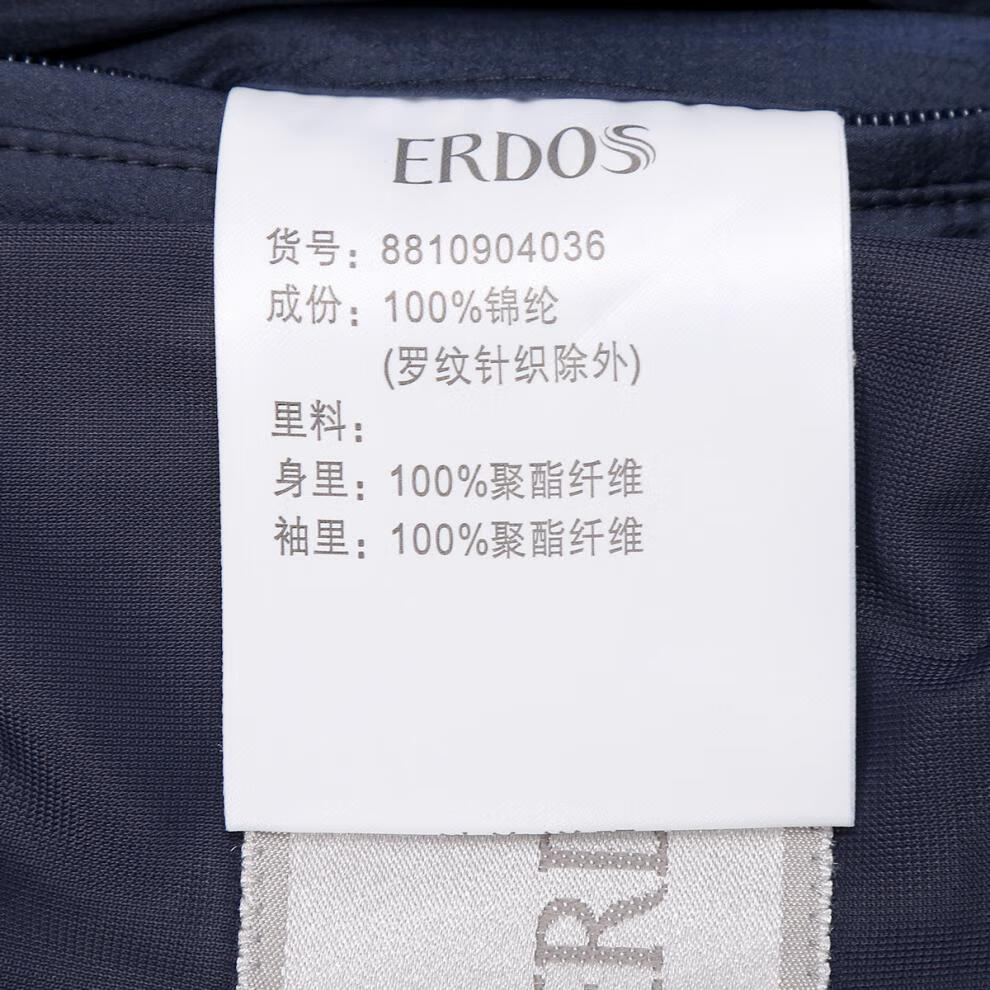 ERDOS
货号：8810904036
成份：100%锦纶
(罗纹针织除外)
里料：
身里：100%聚酯纤维
袖里：100%聚酯纤维